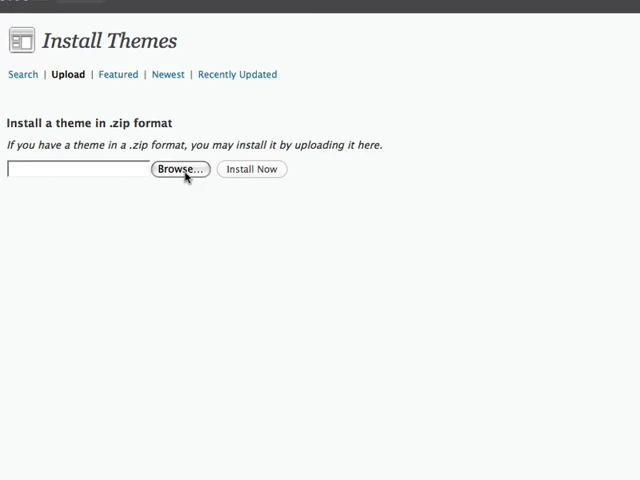 Install Themes
Search | Upload | Featured | Newest | Recently Updated
Install a theme in .zip format
If you have a theme in a .zip format, you may install it by uploading it here.
Browse... Install Now